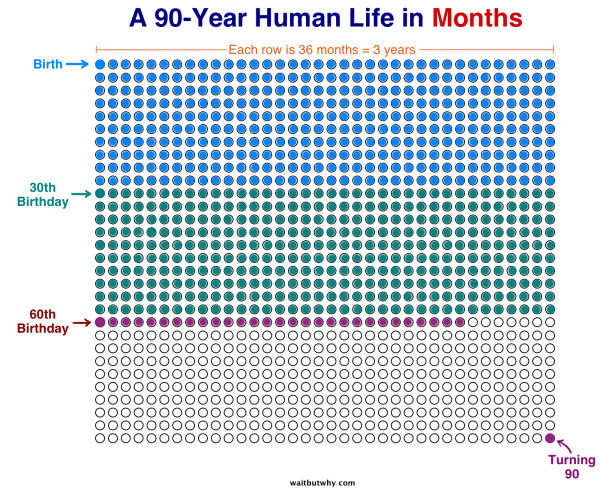 A 90-Year Human Life in Months
Each row is 36 months = 3 years
Birth
30th
Birthday
60th
Birthday
Turning
90
waitbutwhy.com